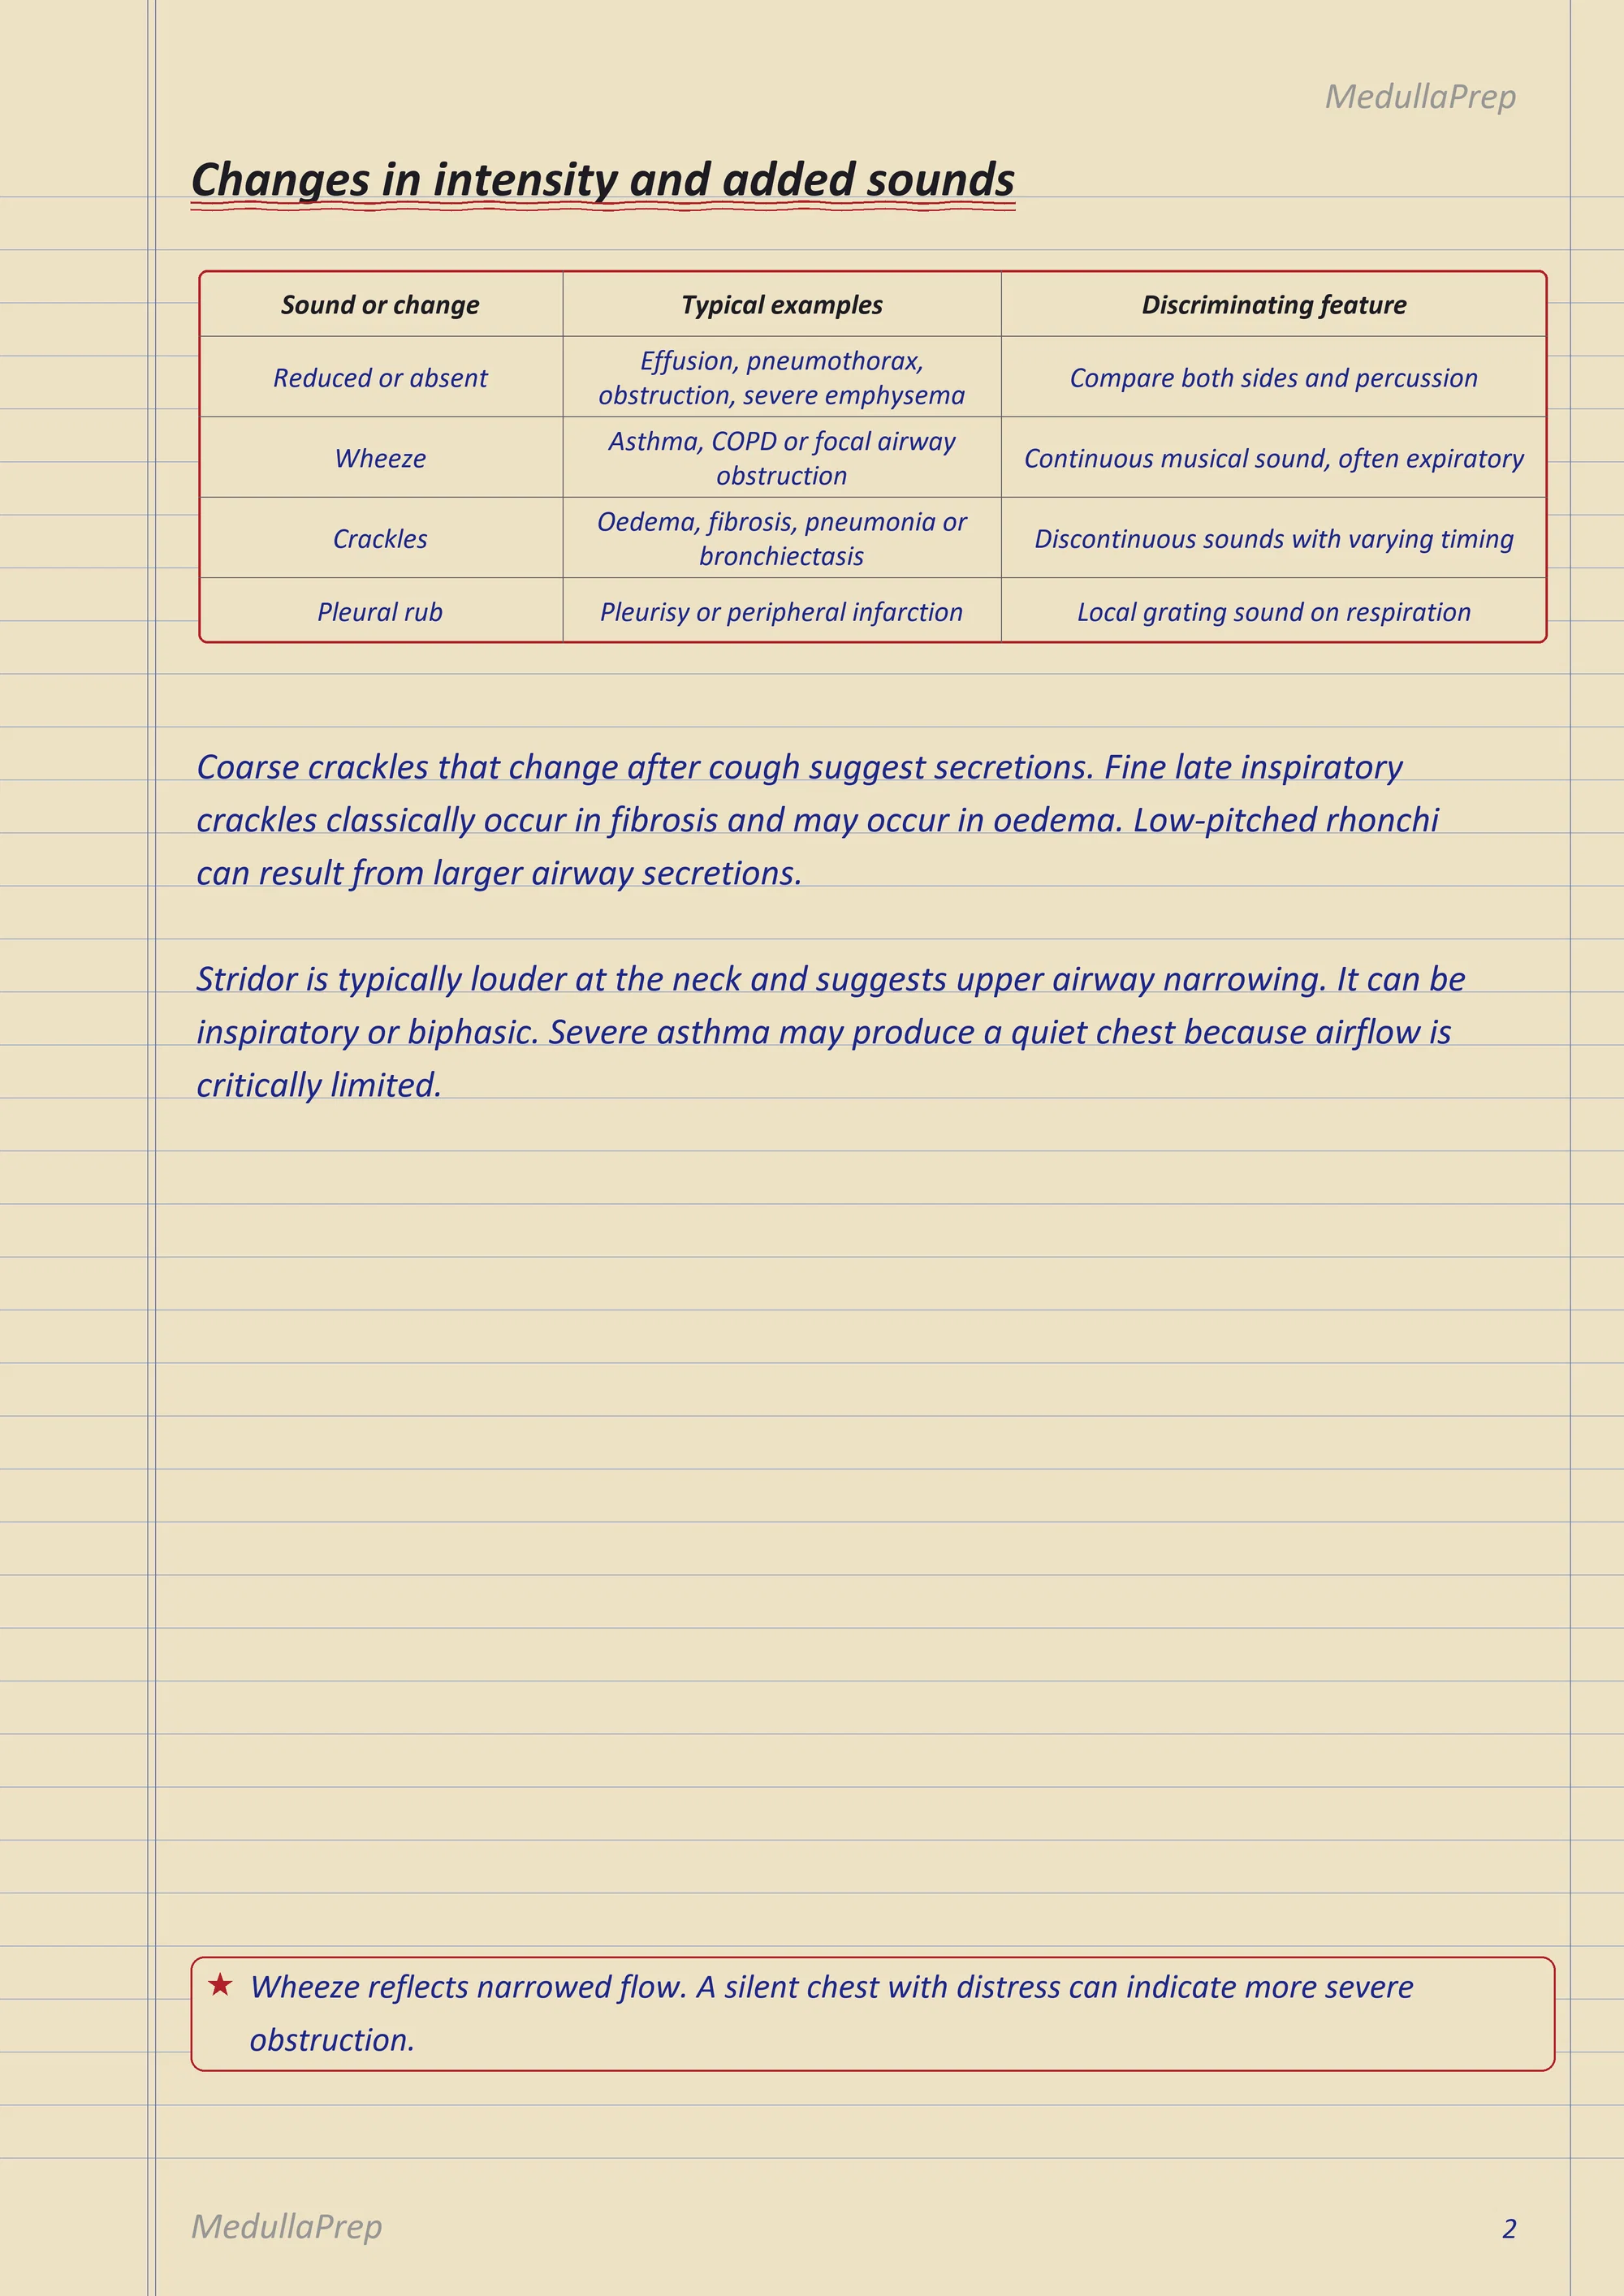 MedullaPrep
Changes in intensity and added sounds
Sound or change
Typical examples
Discriminating feature
Reduced or absent
Effusion, pneumothorax,
obstruction, severe emphysema
Compare both sides and percussion
Wheeze
Asthma, COPD or focal airway
obstruction
Continuous musical sound, often expiratory
Crackles
Oedema, fibrosis, pneumonia or
bronchiectasis
Discontinuous sounds with varying timing
Pleural rub
Pleurisy or peripheral infarction
Local grating sound on respiration
Coarse crackles that change after cough suggest secretions. Fine late inspiratory
crackles classically occur in fibrosis and may occur in oedema. Low-pitched rhonchi
can result from larger airway secretions.
Stridor is typically louder at the neck and suggests upper airway narrowing. It can be
inspiratory or biphasic. Severe asthma may produce a quiet chest because airflow is
critically limited.
★ Wheeze reflects narrowed flow. A silent chest with distress can indicate more severe
obstruction.
MedullaPrep
2